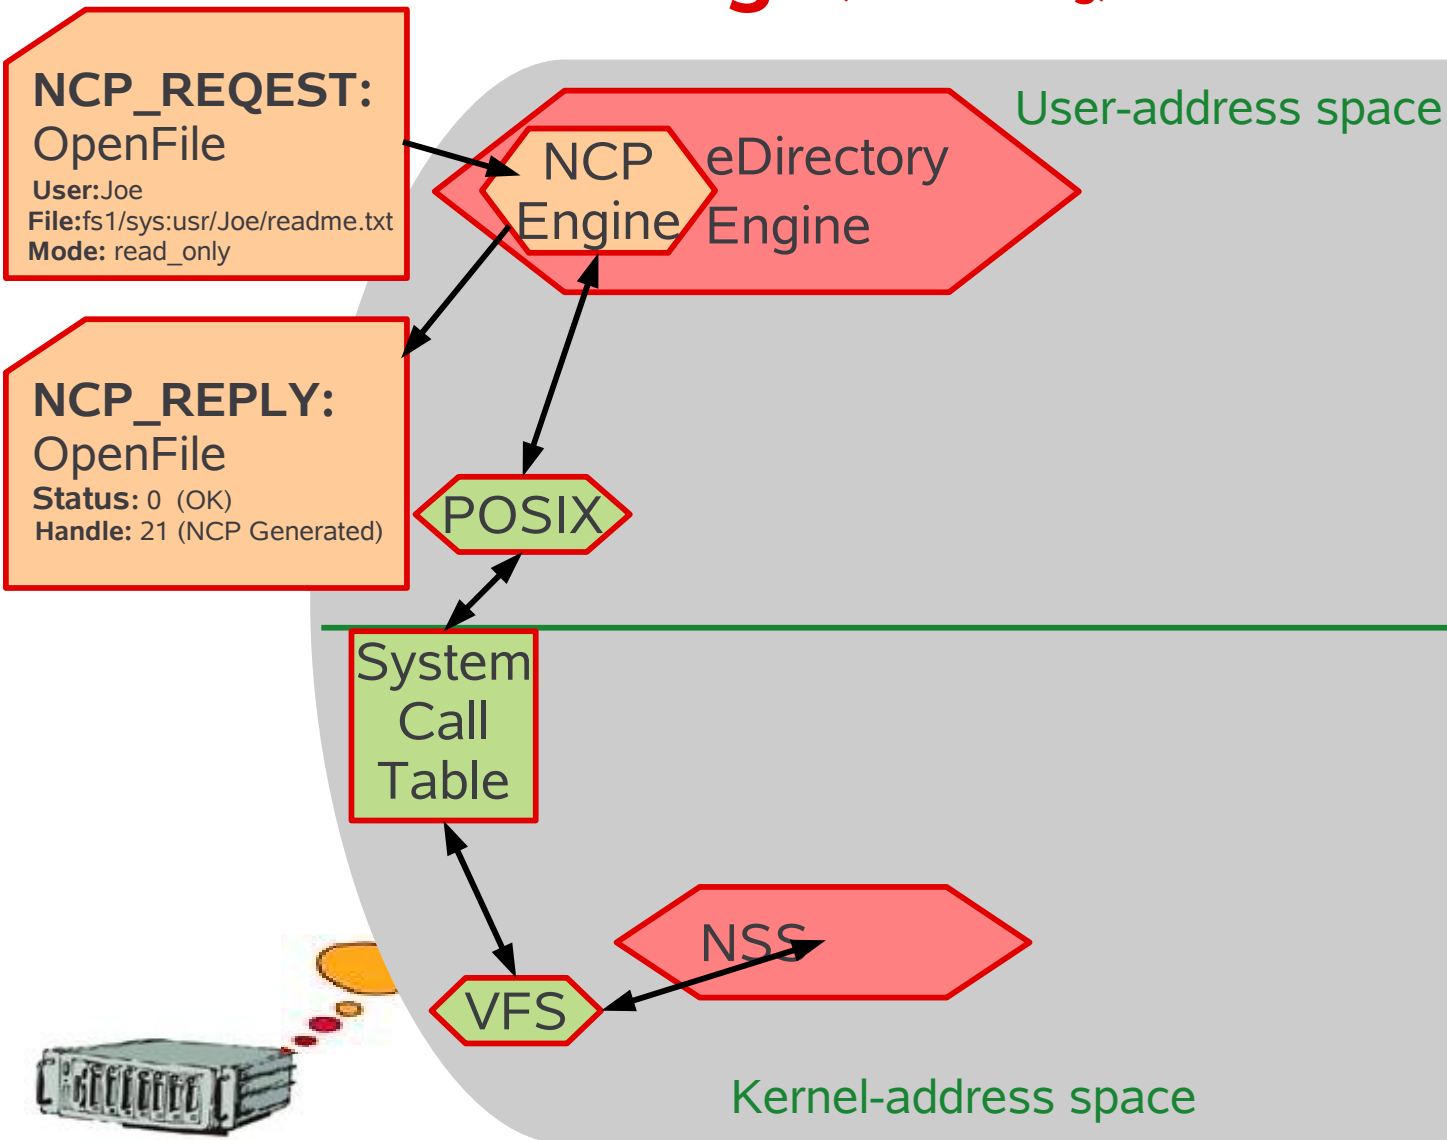 NCP_REQEST:
OpenFile
User:Joe
File:fs1/sys:usr/Joe/readme.txt
Mode: read_only
User-address space
NCP
Engine
eDirectory
Engine
NCP_REPLY:
OpenFile
Status: 0 (OK)
Handle: 21 (NCP Generated)
POSIX
System
Call
Table
NSS
VFS
Kernel-address space